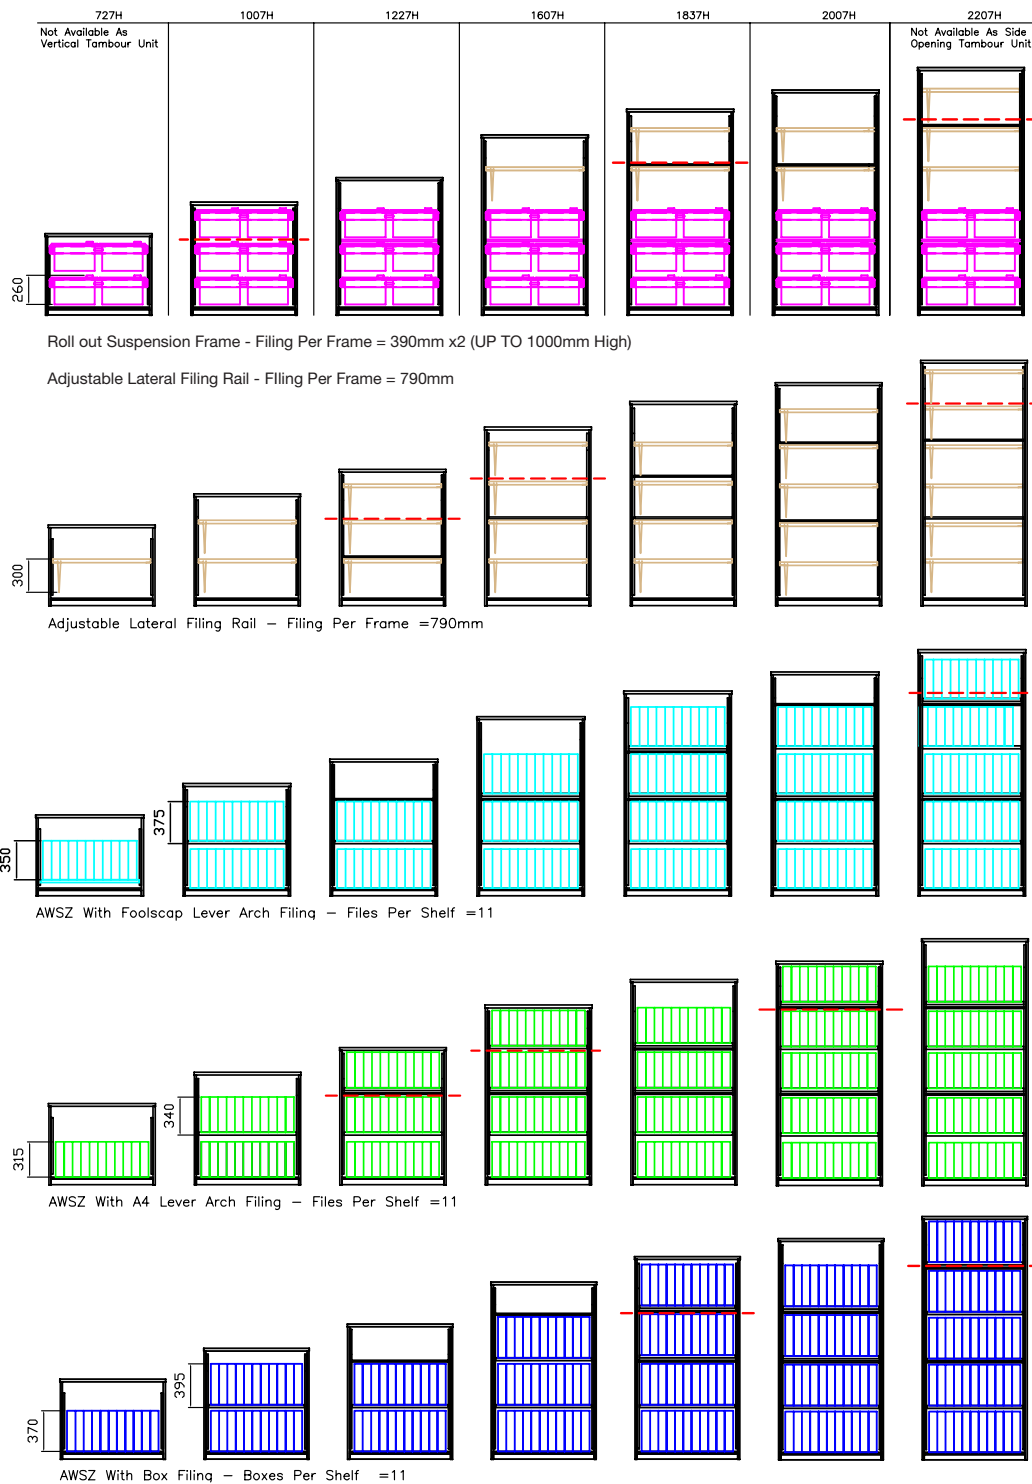 727H 1007H 1227H 1607H 1837H 2007H 2207H
Not Available As
Vertical Tambour Unit
Not Available As Side
Opening Tambour Unit
260
Roll out Suspension Frame - Filing Per Frame = 390mm x2 (UP TO 1000mm High)
Adjustable Lateral Filing Rail - FIling Per Frame = 790mm
300
Adjustable Lateral Filing Rail – Filing Per Frame =790mm
375
350
AWSZ With Foolscap Lever Arch Filing – Files Per Shelf =11
340
315
AWSZ With A4 Lever Arch Filing – Files Per Shelf =11
395
370
AWSZ With Box Filing – Boxes Per Shelf =11